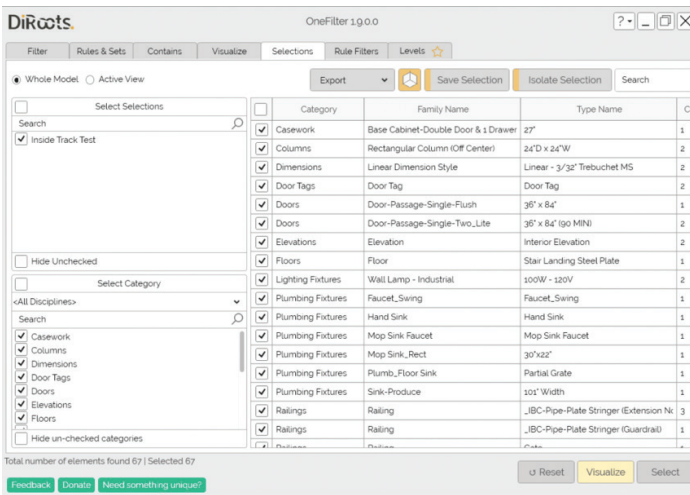 DiRoots.
OneFilter 1.9.0.0
?
Filter Rules & Sets Contains Visualize Selections Rule Filters Levels
Whole Model Active View
Export Save Selection Isolate Selection Search
Select Selections
Search
Inside Track Test
Hide Unchecked
Select Category
<All Disciplines>
Search
Casework
Columns
Dimensions
Door Tags
Doors
Elevations
Floors
Hide un-checked categories
Category Family Name Type Name C
Casework Base Cabinet-Double Door & 1 Drawer 27" 1
Columns Rectangular Column (Off Center) 24"D x 24"W 2
Dimensions Linear Dimension Style Linear - 3/32" Trebuchet MS 2
Door Tags Door Tag Door Tag 2
Doors Door-Passage-Single-Flush 36" x 84" 1
Doors Door-Passage-Single-Two_Lite 36" x 84" (90 MIN) 2
Elevations Elevation Interior Elevation 2
Floors Floor Stair Landing Steel Plate 1
Lighting Fixtures Wall Lamp - Industrial 100W - 120V 2
Plumbing Fixtures Faucet_Swing Faucet_Swing 1
Plumbing Fixtures Hand Sink Hand Sink 1
Plumbing Fixtures Mop Sink Faucet Mop Sink Faucet 1
Plumbing Fixtures Mop Sink_Rect 30"x22" 1
Plumbing Fixtures Plumb_Floor Sink Partial Grate 1
Plumbing Fixtures Sink-Produce 101" Width 1
Railings Railing _IBC-Pipe-Plate Stringer (Extension No 3
Railings Railing _IBC-Pipe-Plate Stringer (Guardrail) 1
Total number of elements found 67 | Selected 67
Reset Visualize Select
Feedback Donate Need something unique?